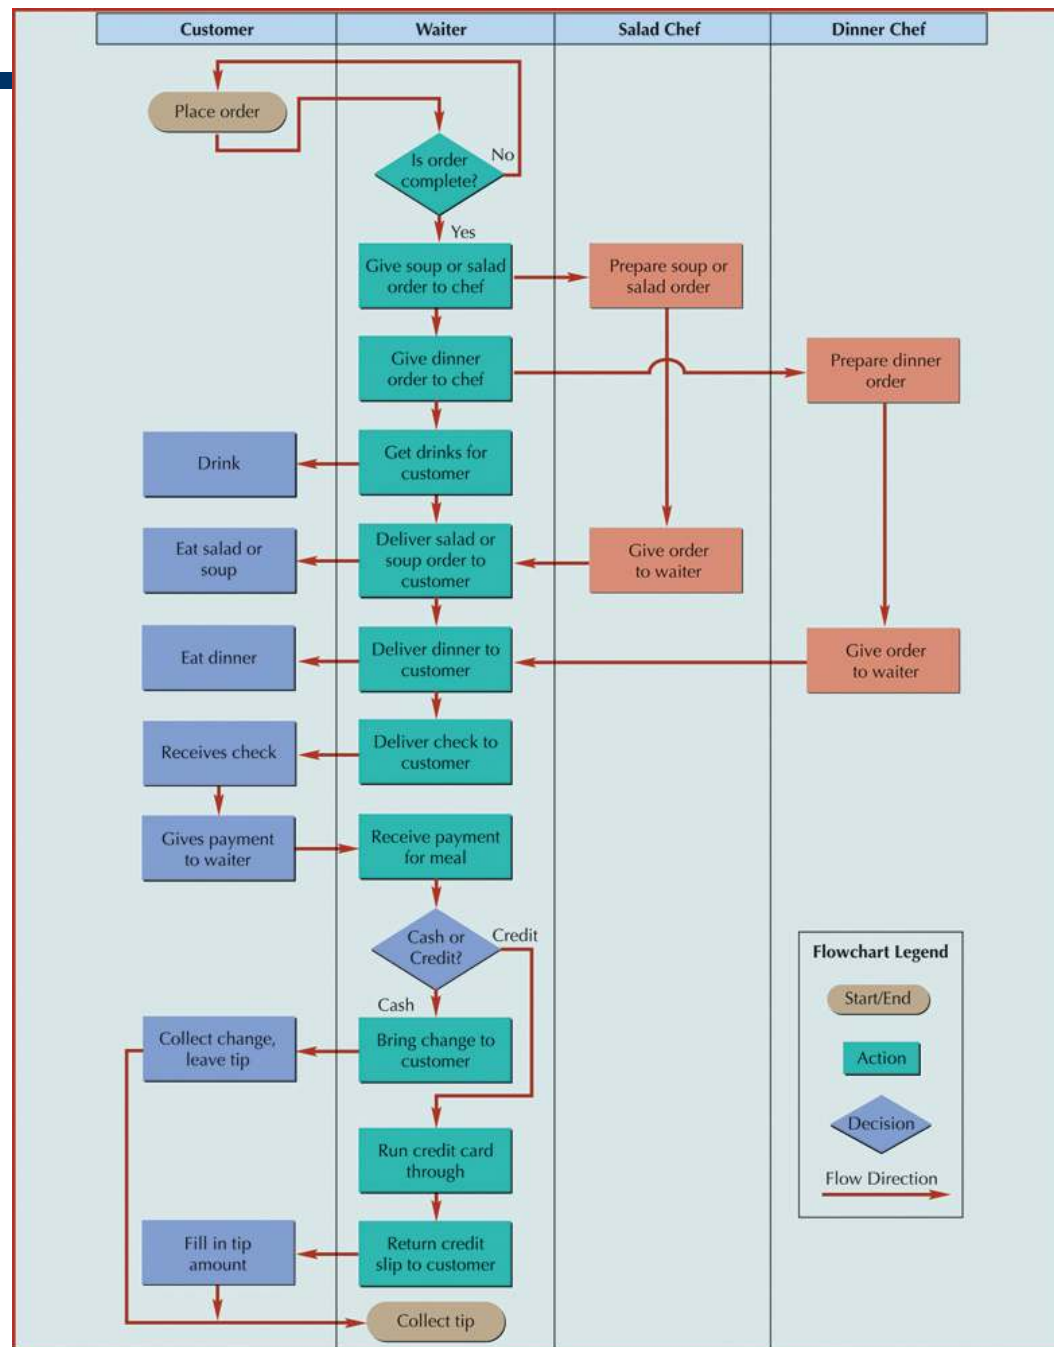 Customer
Waiter
Salad Chef
Dinner Chef
Place order
Is order
complete?
No
Yes
Give soup or salad
order to chef
Prepare soup or
salad order
Give dinner
order to chef
Prepare dinner
order
Drink
Get drinks for
customer
Eat salad or
soup
Deliver salad or
soup order to
customer
Give order
to waiter
Eat dinner
Deliver dinner to
customer
Give order
to waiter
Receives check
Deliver check to
customer
Gives payment
to waiter
Receive payment
for meal
Cash or
Credit?
Credit
Cash
Collect change,
leave tip
Bring change to
customer
Run credit card
through
Fill in tip
amount
Return credit
slip to customer
Collect tip
Flowchart Legend
Start/End
Action
Decision
Flow Direction